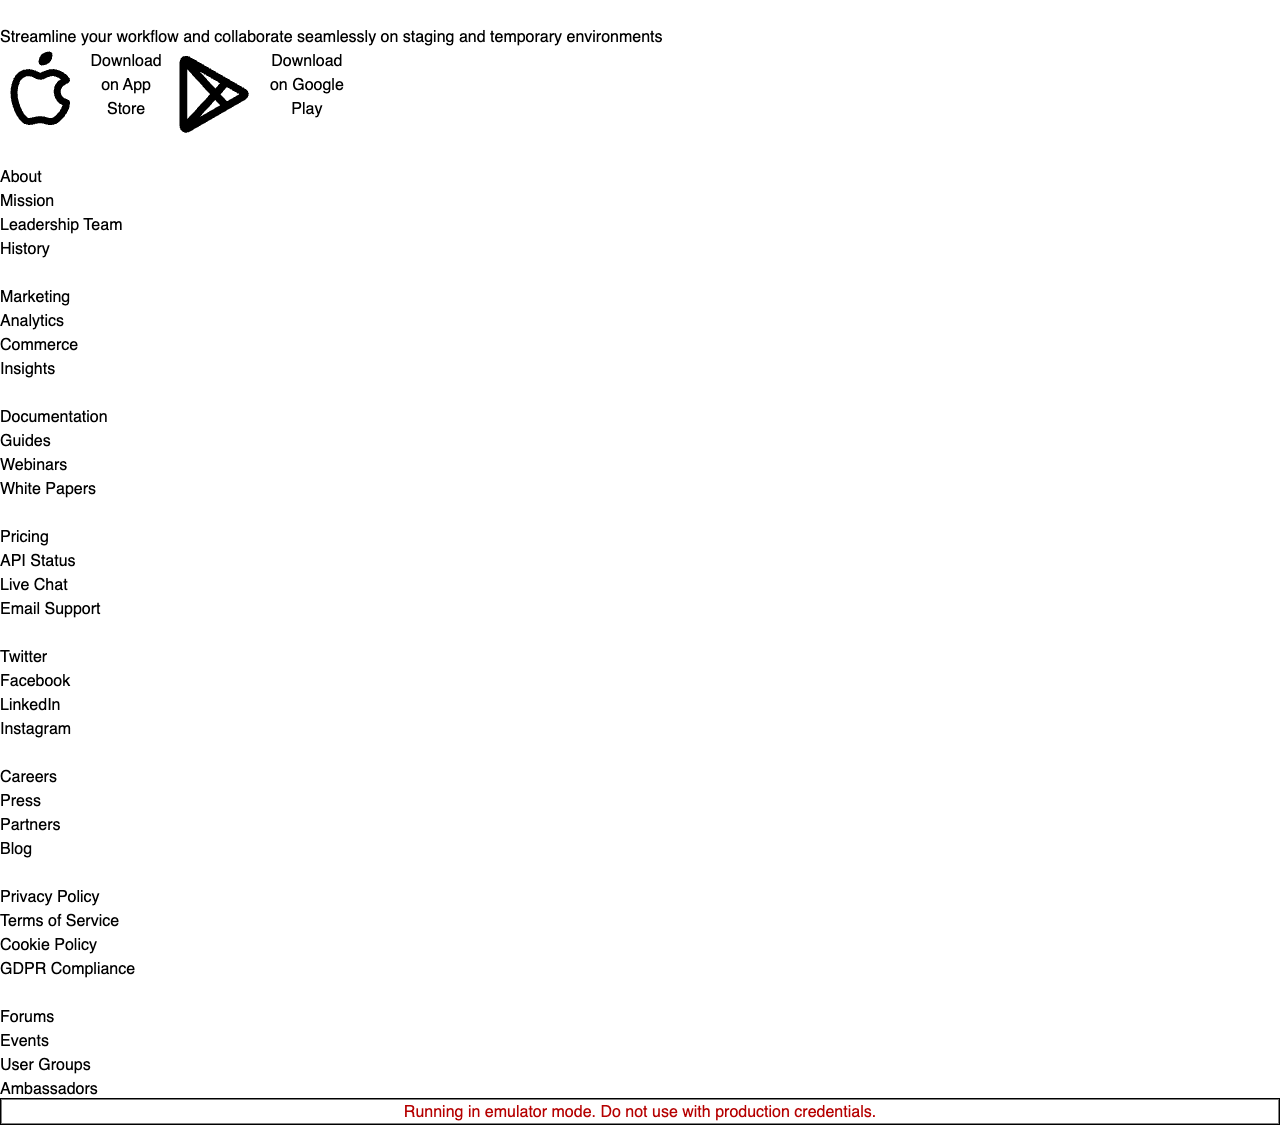 Streamline your workflow and collaborate seamlessly on staging and temporary environments
Download
on App
Store
Download
on Google
Play
About
Mission
Leadership Team
History
Marketing
Analytics
Commerce
Insights
Documentation
Guides
Webinars
White Papers
Pricing
API Status
Live Chat
Email Support
Twitter
Facebook
LinkedIn
Instagram
Careers
Press
Partners
Blog
Privacy Policy
Terms of Service
Cookie Policy
GDPR Compliance
Forums
Events
User Groups
Ambassadors
Running in emulator mode. Do not use with production credentials.